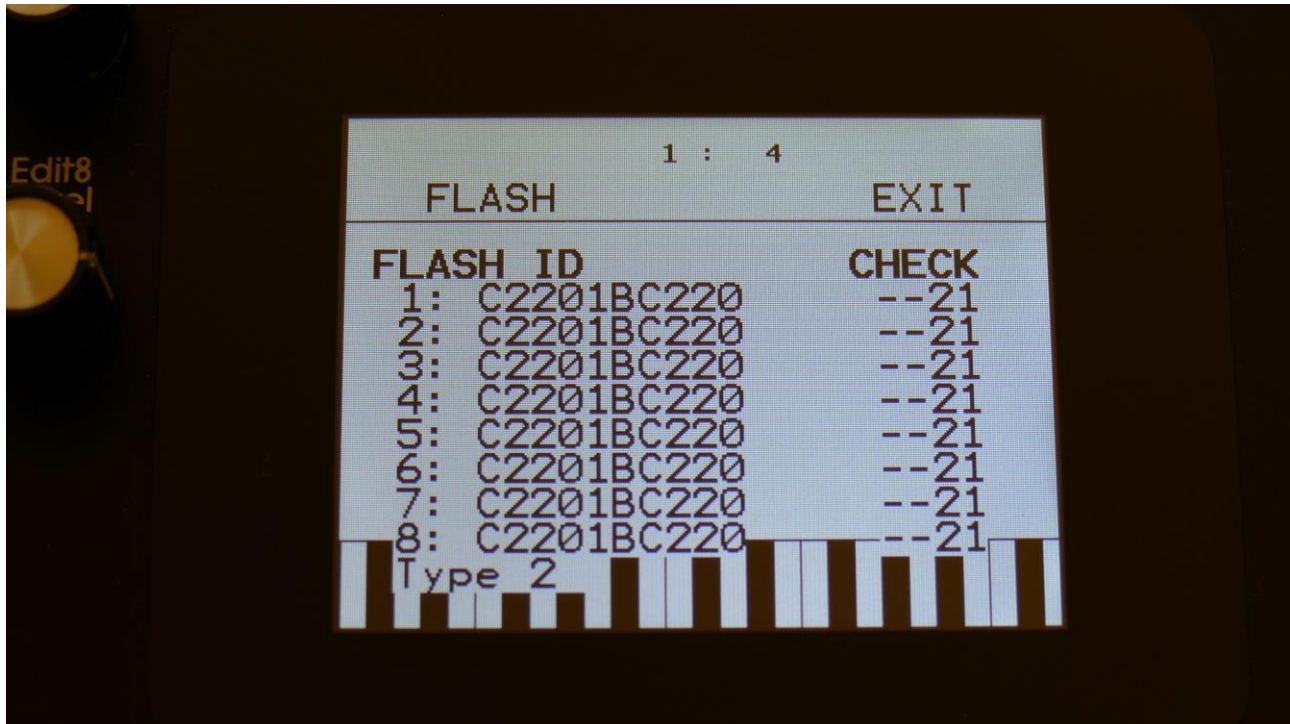 Edit8
1 : 4
FLASH EXIT
FLASH ID CHECK
1: C2201BC220 --21
2: C2201BC220 --21
3: C2201BC220 --21
4: C2201BC220 --21
5: C2201BC220 --21
6: C2201BC220 --21
7: C2201BC220 --21
8: C2201BC220 --21
Type 2